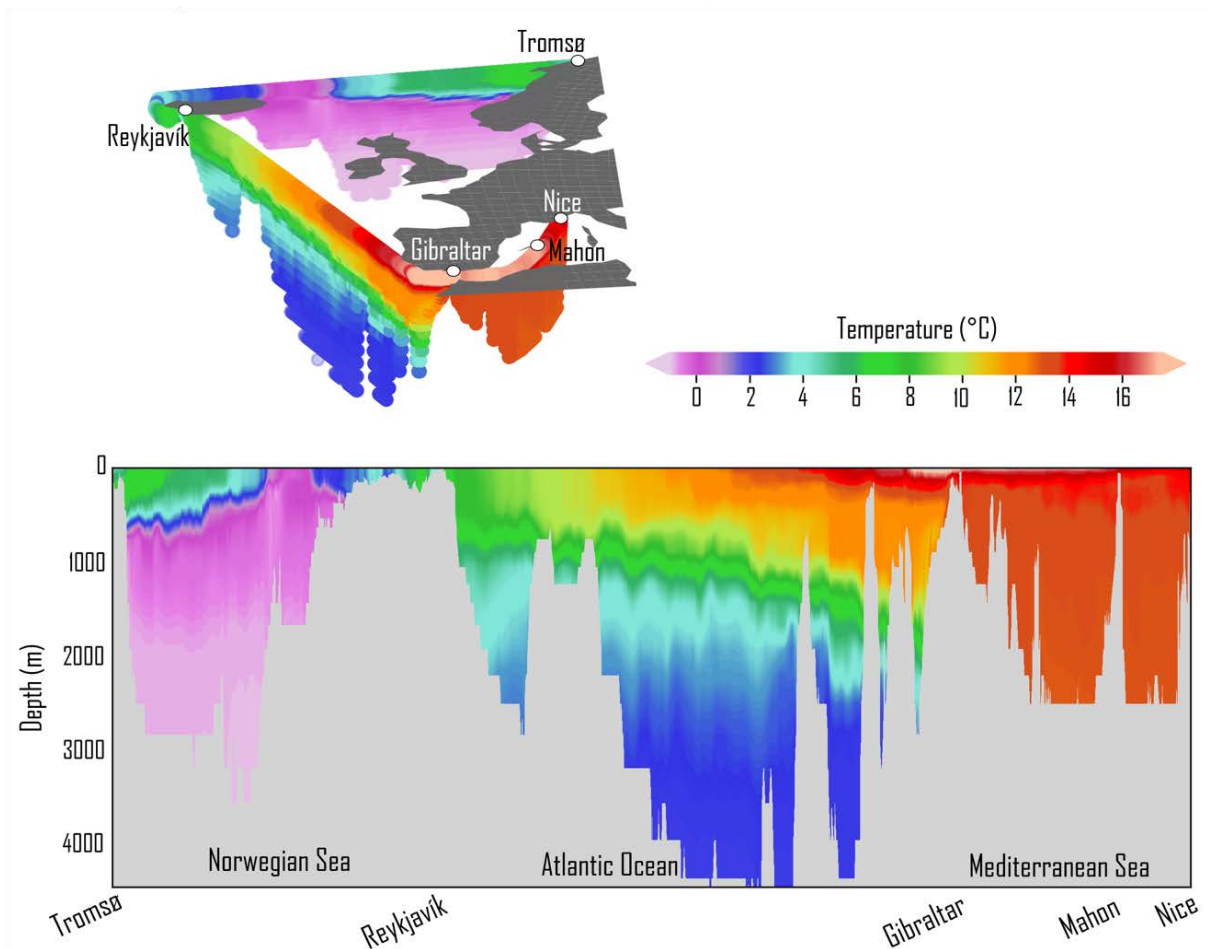 Tromsø
Reykjavík
Nice
Gibraltar
Mahon
Temperature (°C)
0 2 4 6 8 10 12 14 16
0
1000
2000
3000
4000
Depth (m)
Norwegian Sea Atlantic Ocean Mediterranean Sea
Tromsø Reykjavík Gibraltar Mahon Nice